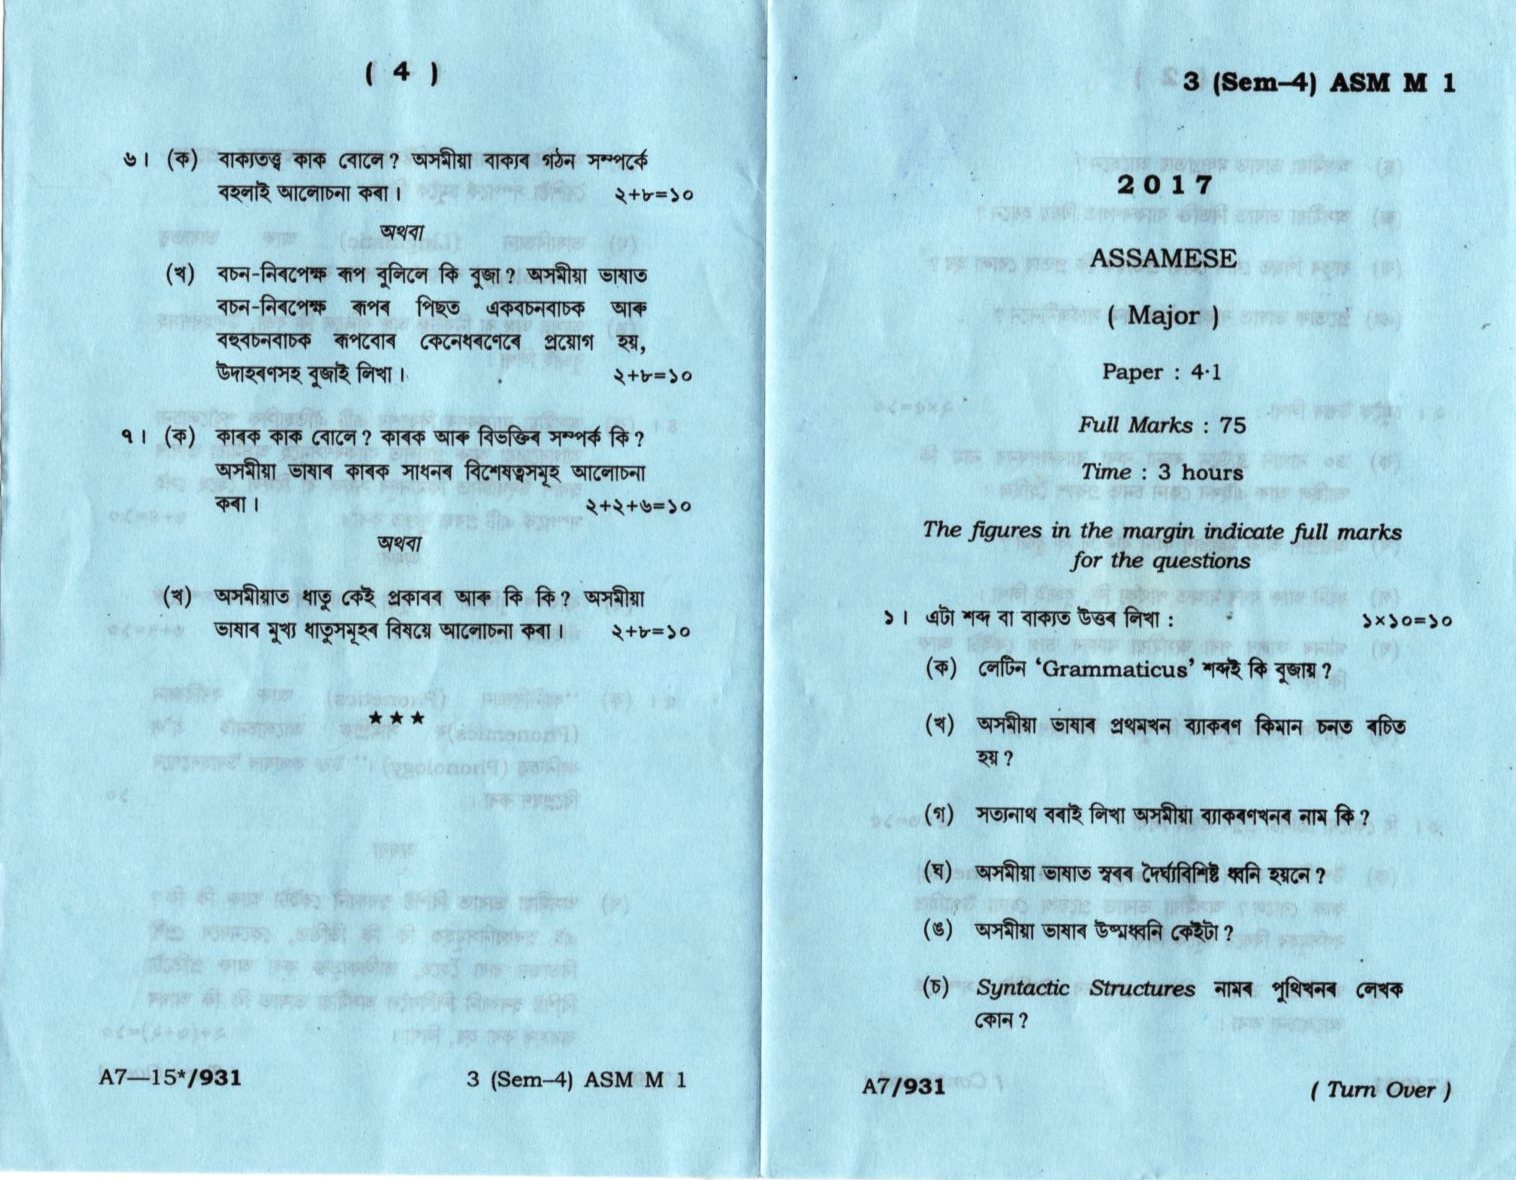 ( 4 )
৬। (ক) বাক্যতত্ত্ব কাক বোলে? অসমীয়া বাক্যৰ গঠন সম্পৰ্কে
বহলাই আলোচনা কৰা। ২+৮=১০
অথবা
(খ) বচন-নিৰপেক্ষ ৰূপ বুলিলে কি বুজা? অসমীয়া ভাষাত
বচন-নিৰপেক্ষ ৰূপৰ পিছত একবচনবাচক আৰু
বহুবচনবাচক ৰূপবোৰ কেনেধৰণেৰে প্ৰয়োগ হয়,
উদাহৰণসহ বুজাই লিখা। ২+৮=১০
৭। (ক) কাৰক কাক বোলে? কাৰক আৰু বিভক্তিৰ সম্পৰ্ক কি?
অসমীয়া ভাষাৰ কাৰক সাধনৰ বিশেষত্বসমূহ আলোচনা
কৰা। ২+২+৬=১০
অথবা
(খ) অসমীয়াত ধাতু কেই প্ৰকাৰৰ আৰু কি কি? অসমীয়া
ভাষাৰ মুখ্য ধাতুসমূহৰ বিষয়ে আলোচনা কৰা। ২+৮=১০
★★★
A7—15*/931 3 (Sem–4) ASM M 1
3 (Sem–4) ASM M 1
2017
ASSAMESE
( Major )
Paper : 4·1
Full Marks : 75
Time : 3 hours
The figures in the margin indicate full marks
for the questions
১। এটা শব্দ বা বাক্যত উত্তৰ লিখা : ১×১০=১০
(ক) লেটিন ‘Grammaticus’ শব্দই কি বুজায়?
(খ) অসমীয়া ভাষাৰ প্ৰথমখন ব্যাকৰণ কিমান চনত ৰচিত
হয়?
(গ) সত্যনাথ বৰাই লিখা অসমীয়া ব্যাকৰণখনৰ নাম কি?
(ঘ) অসমীয়া ভাষাত স্বৰৰ দৈৰ্ঘ্যবিশিষ্ট ধ্বনি হয়নে?
(ঙ) অসমীয়া ভাষাৰ উষ্মধ্বনি কেইটা?
(চ) Syntactic Structures নামৰ পুথিখনৰ লেখক
কোন?
A7/931 ( Turn Over )